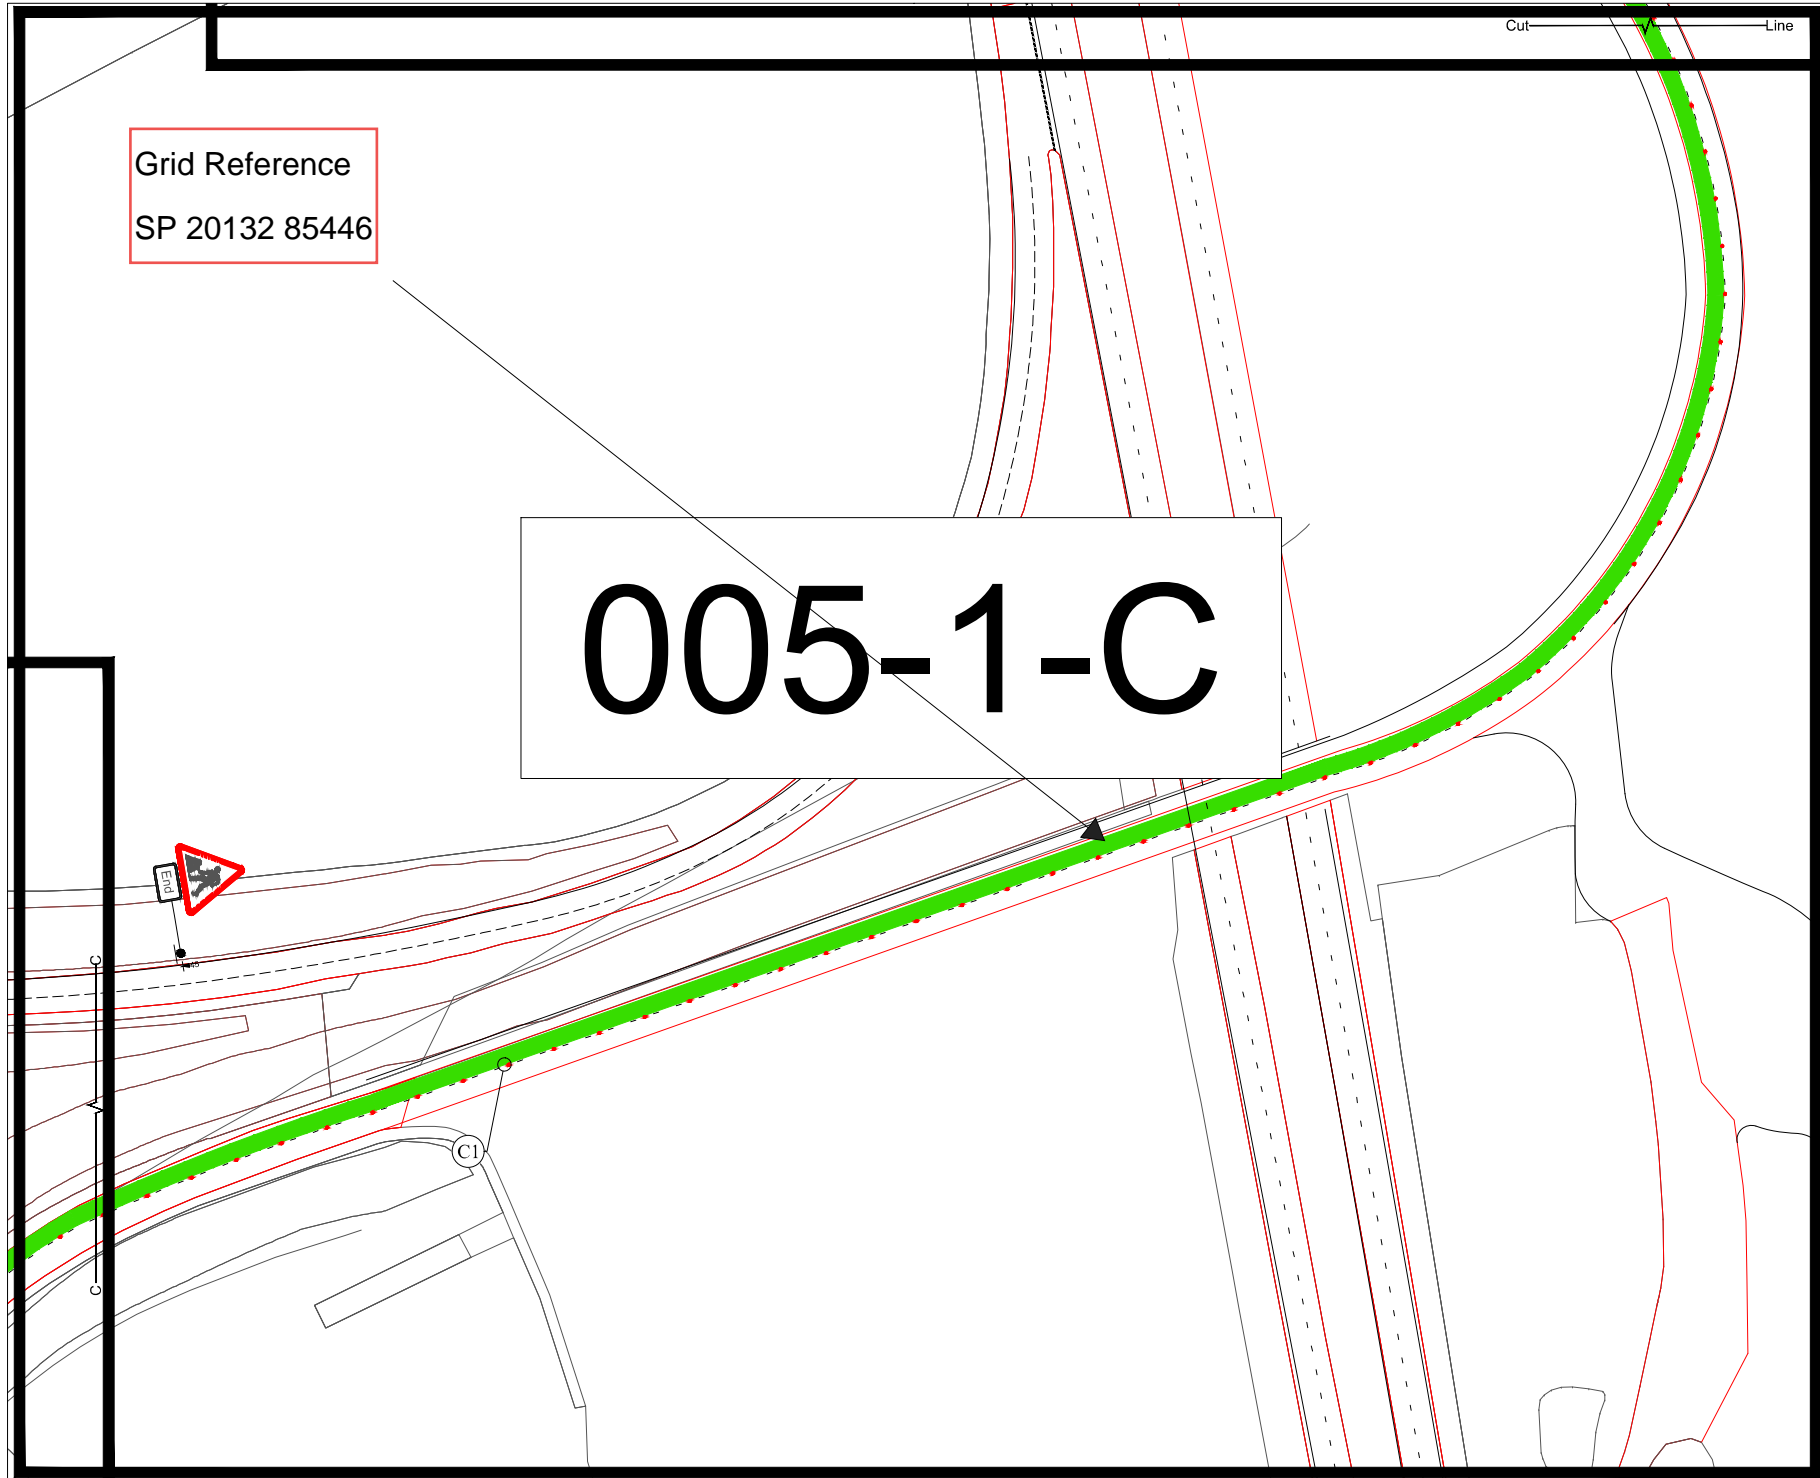 Cut
Line
Grid Reference
SP 20132 85446
005-1-C
End
C
C1
C